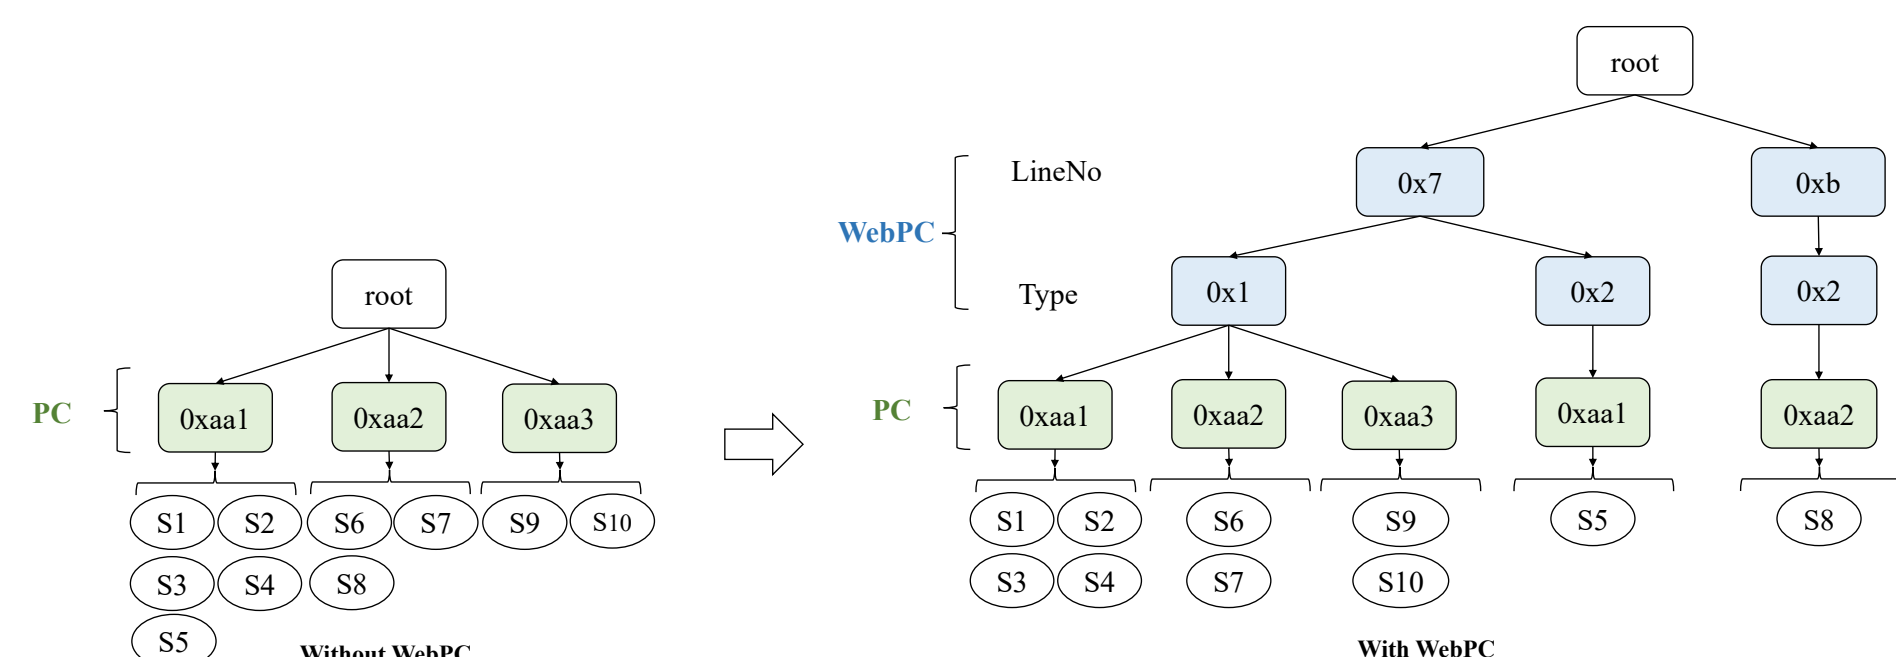 root
PC
0xaa1
0xaa2
0xaa3
S1
S2
S6
S7
S9
S10
S3
S4
S8
S5
Without WebPC
root
LineNo
0x7
0xb
WebPC
Type
0x1
0x2
0x2
PC
0xaa1
0xaa2
0xaa3
0xaa1
0xaa2
S1
S2
S6
S9
S5
S8
S3
S4
S7
S10
With WebPC